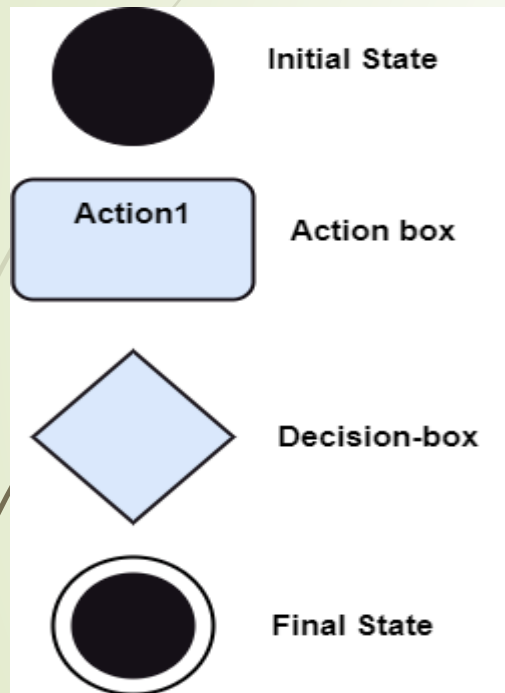 Initial State
Action1
Action box
Decision-box
Final State